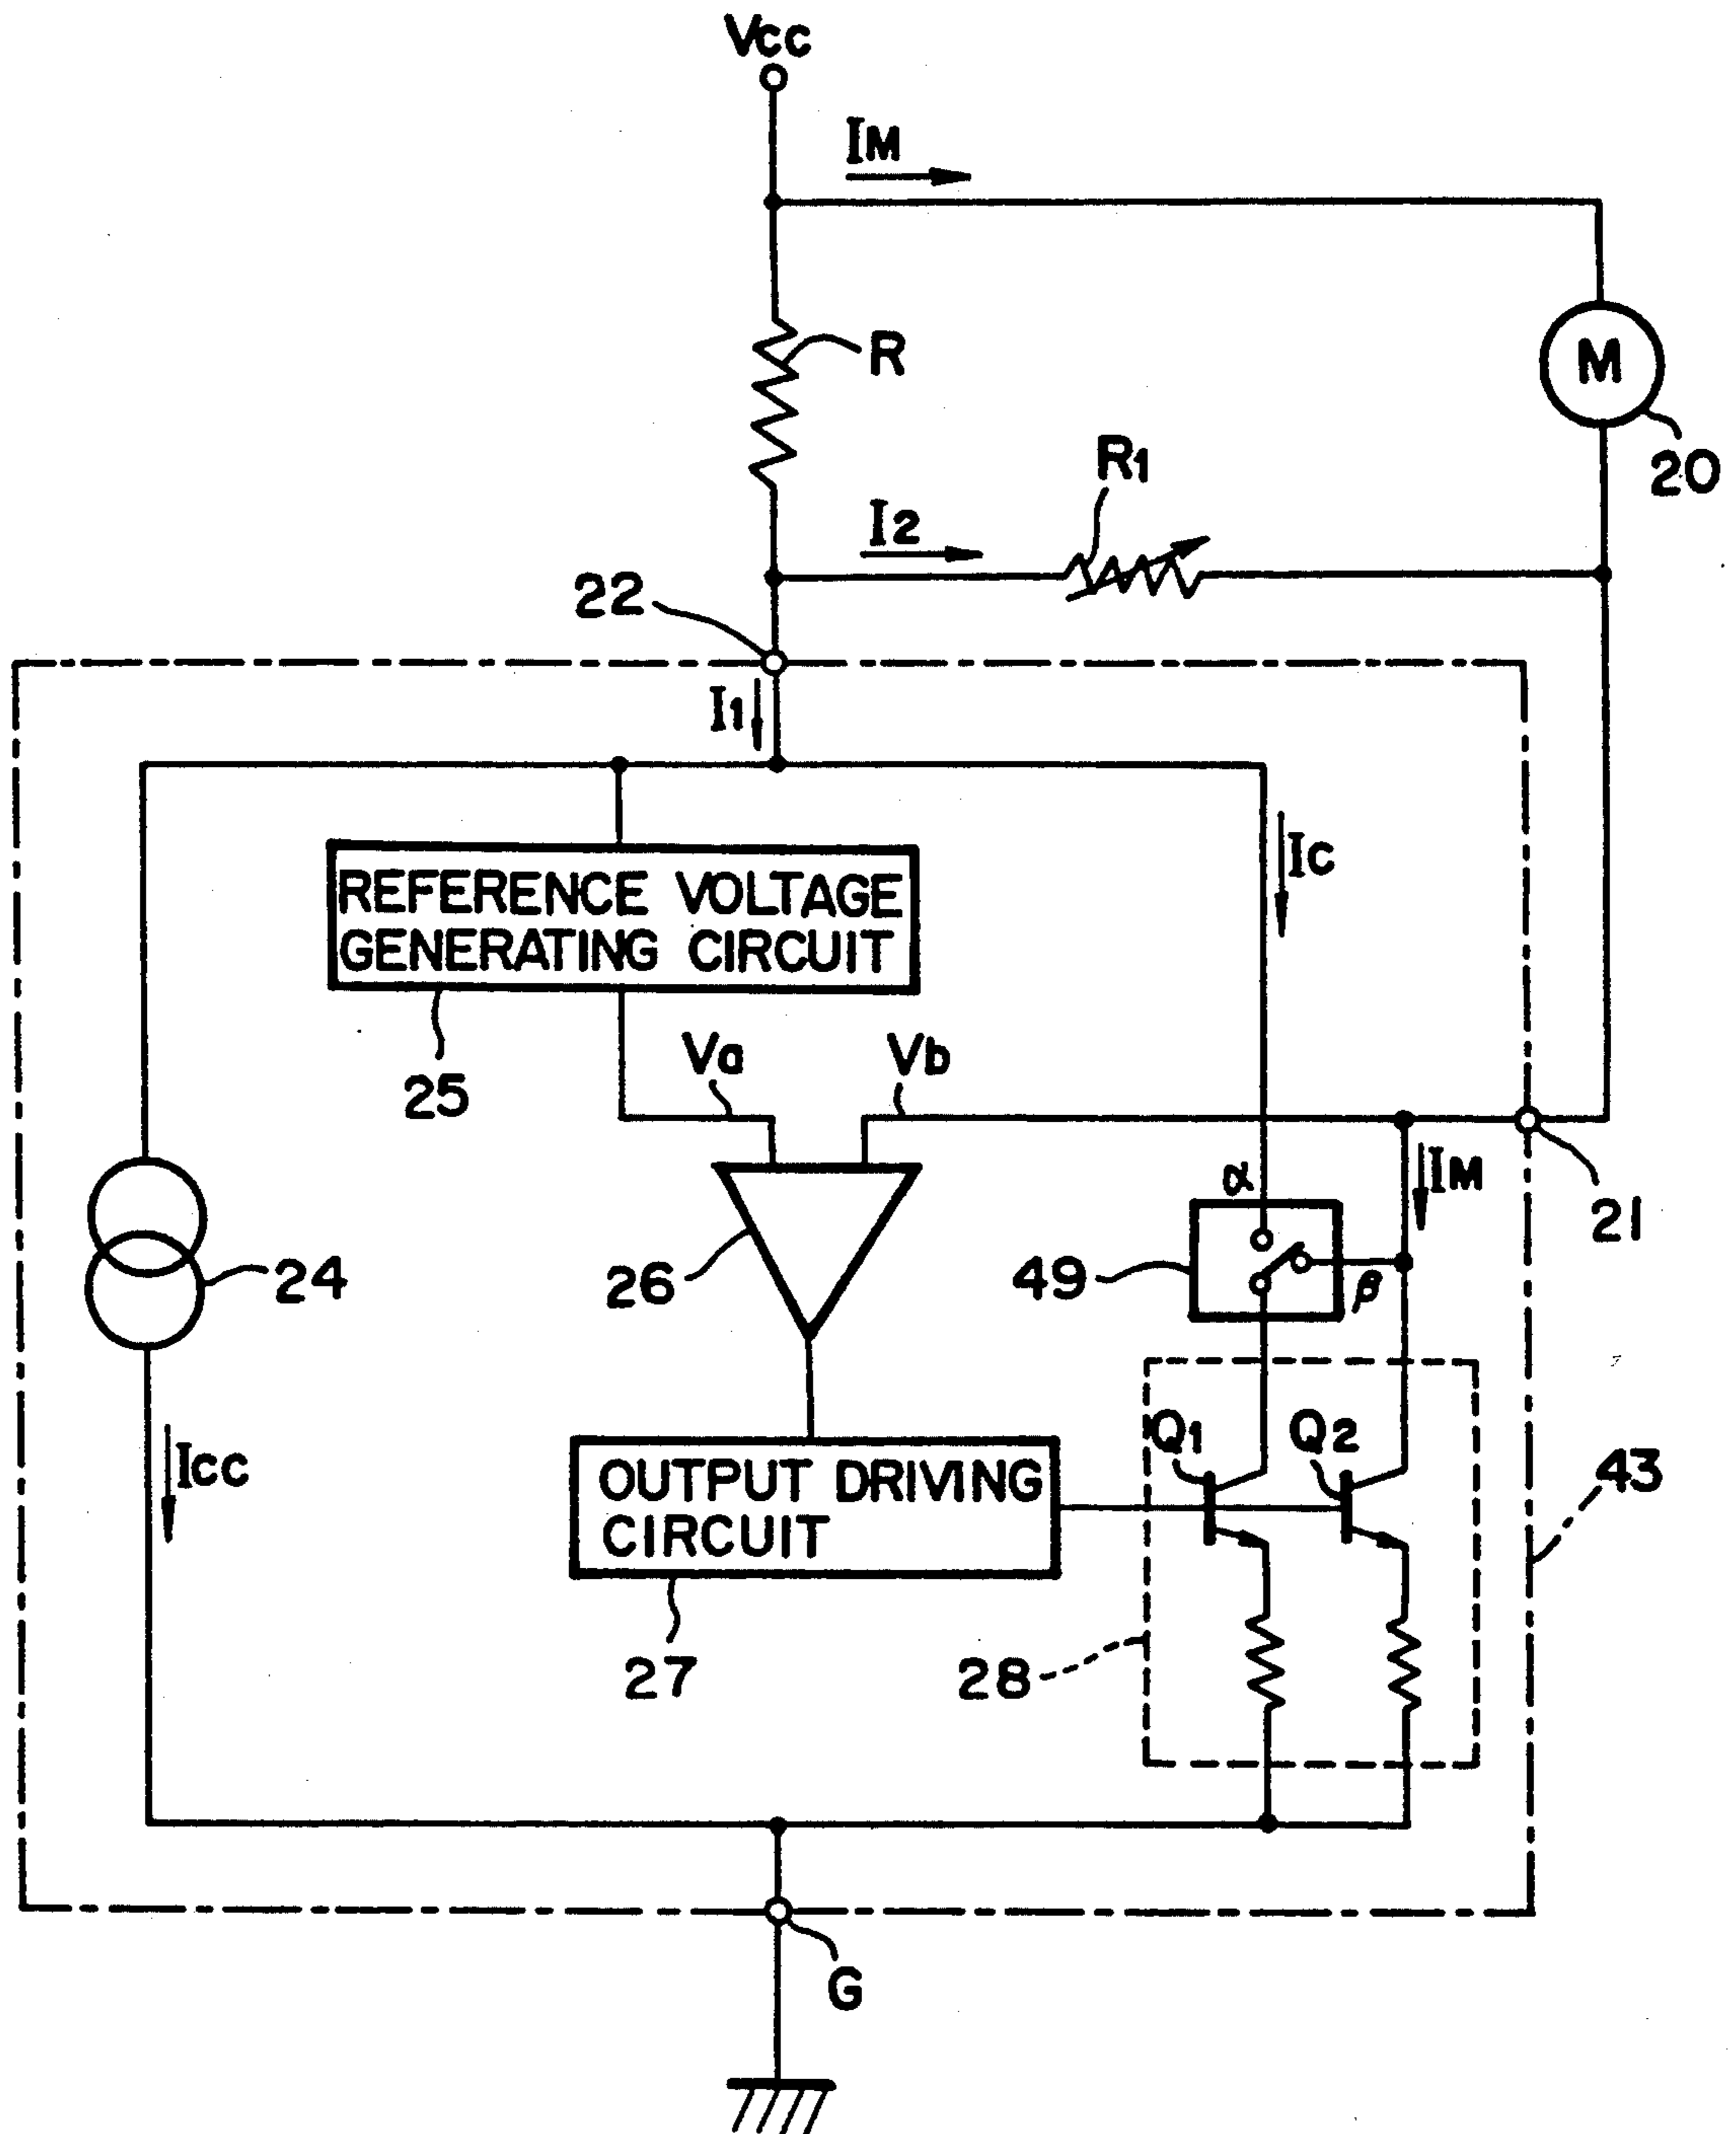 Vcc
IM
R
M
20
R1
I2
22
I1
IC
REFERENCE VOLTAGE
GENERATING CIRCUIT
25
Va
Vb
α
IM
21
26
49
β
24
Q1
Q2
ICC
43
OUTPUT DRIVING
CIRCUIT
27
28
G